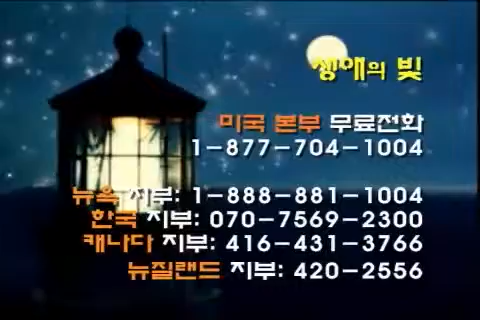 생애의 빛
미국 본부 무료전화
1-877-704-1004
뉴욕 지부: 1-888-881-1004
한국 지부: 070-7569-2300
캐나다 지부: 416-431-3766
뉴질랜드 지부: 420-2556